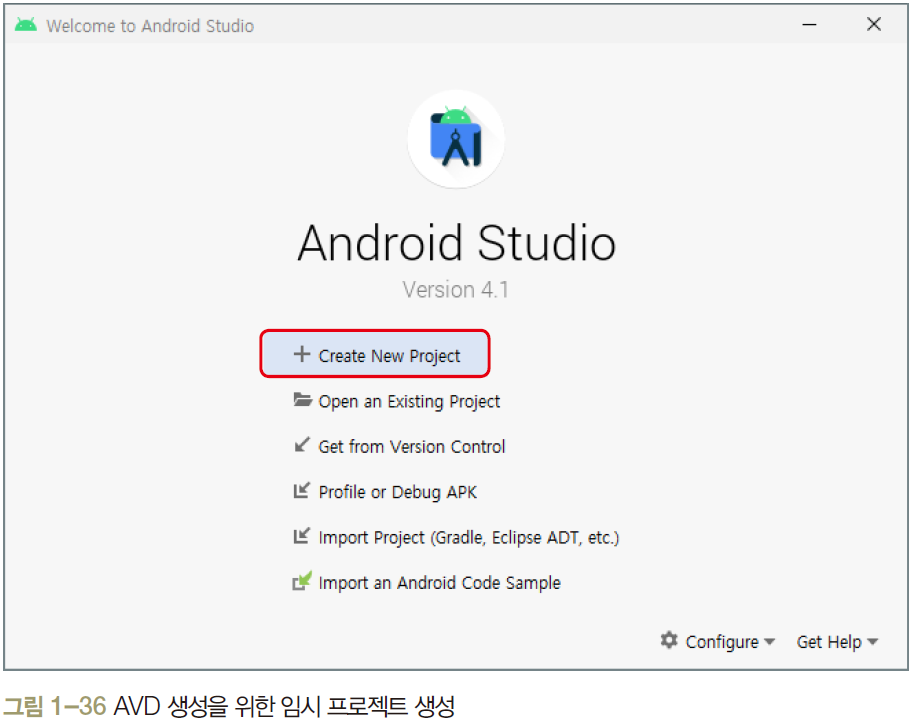 Welcome to Android Studio
Android Studio
Version 4.1
Create New Project
Open an Existing Project
Get from Version Control
Profile or Debug APK
Import Project (Gradle, Eclipse ADT, etc.)
Import an Android Code Sample
Configure Get Help
그림 1-36 AVD 생성을 위한 임시 프로젝트 생성